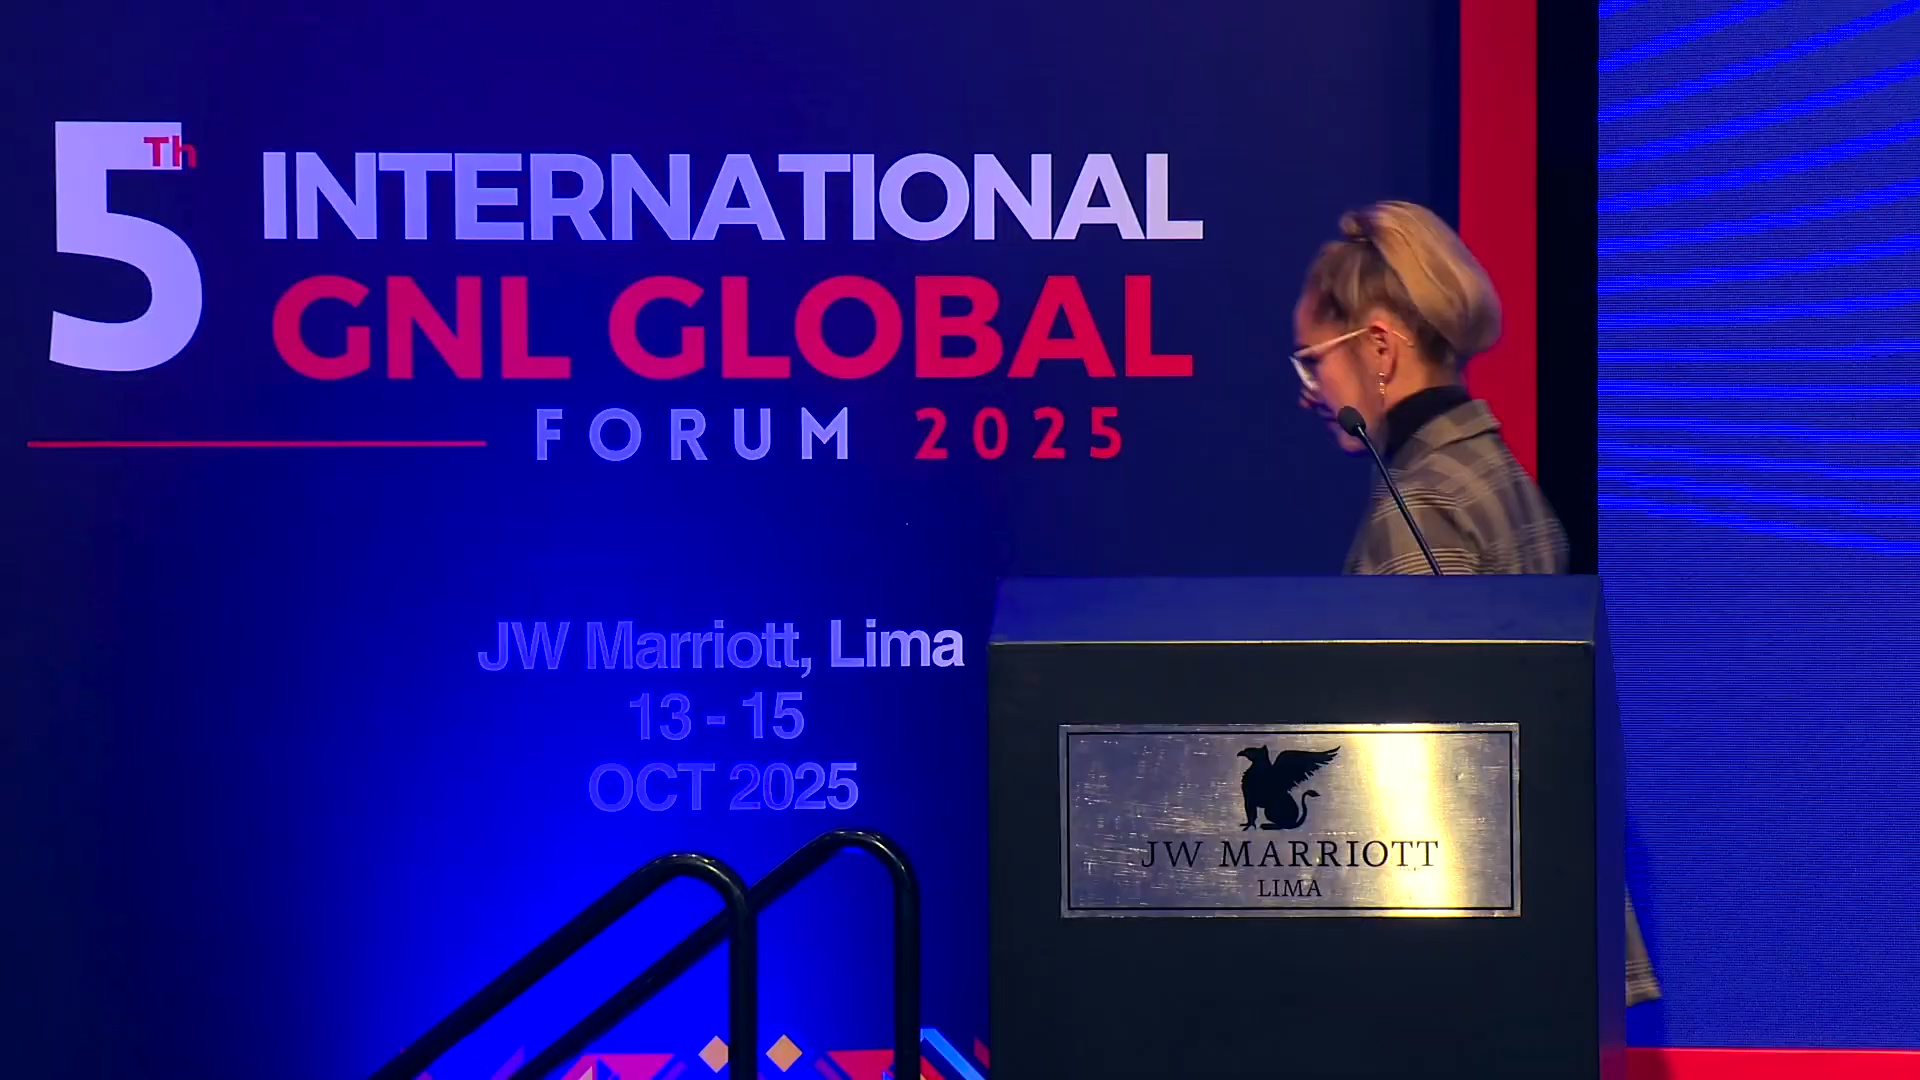 5Th
INTERNATIONAL
GNL GLOBAL
FORUM 2025
JW Marriott, Lima
13 - 15
OCT 2025
JW MARRIOTT
LIMA